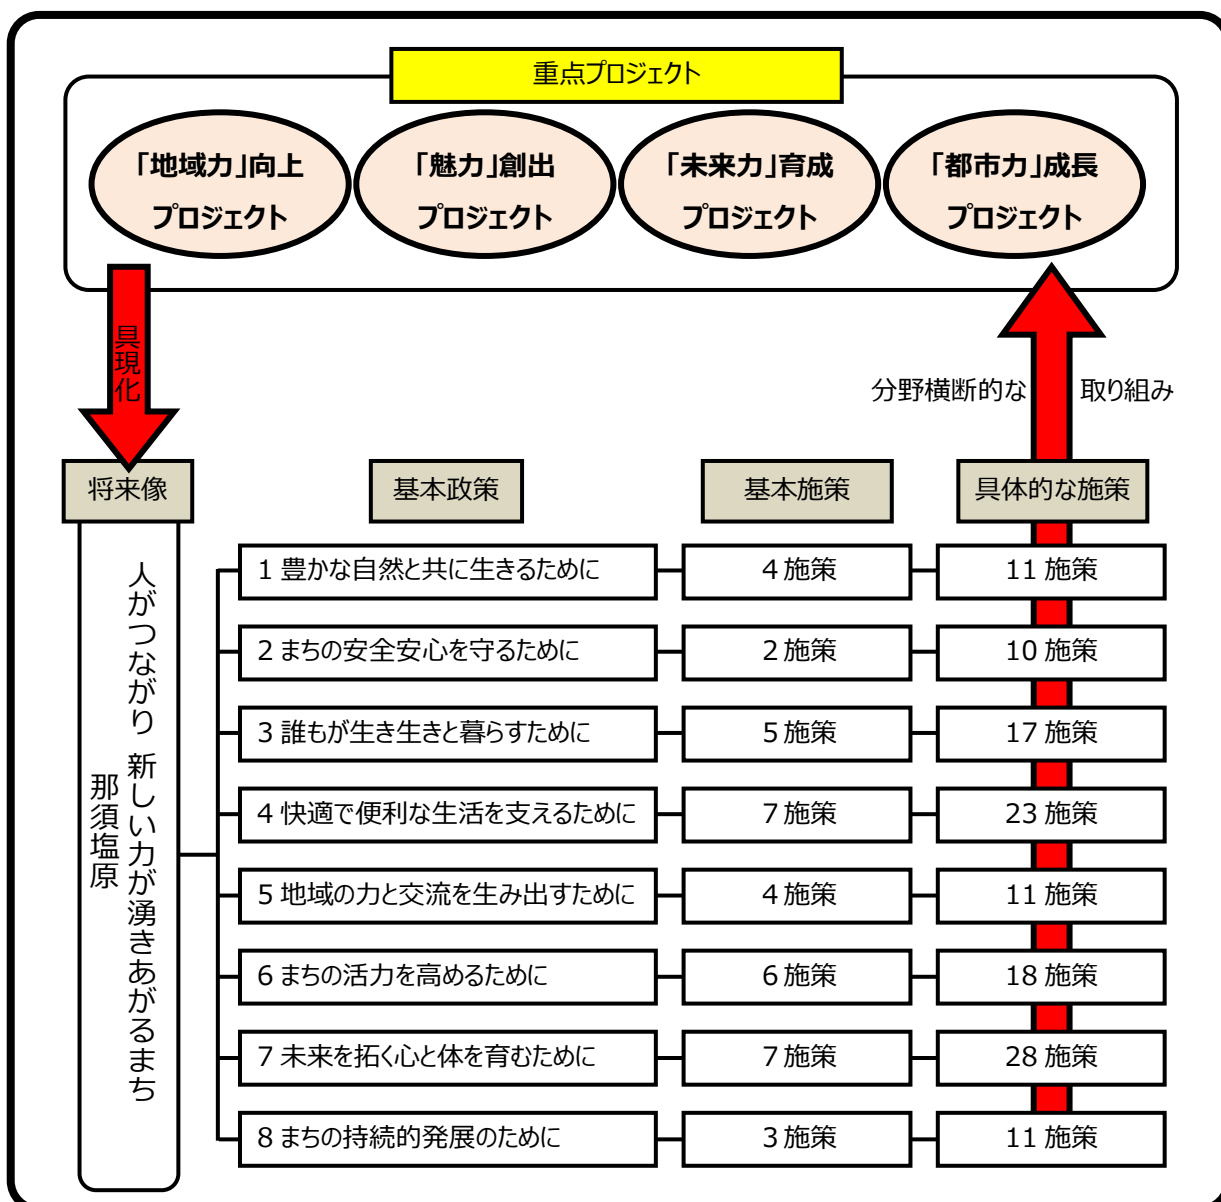 重点プロジェクト
「地域力」向上
プロジェクト
「魅力」創出
プロジェクト
「未来力」育成
プロジェクト
「都市力」成長
プロジェクト
具現化
分野横断的な 取り組み
将来像
基本政策
基本施策
具体的な施策
人がつながり 新しい力が湧きあがるまち
那須塩原
1 豊かな自然と共に生きるために
4 施策
11 施策
2 まちの安全安心を守るために
2 施策
10 施策
3 誰もが生き生きと暮らすために
5 施策
17 施策
4 快適で便利な生活を支えるために
7 施策
23 施策
5 地域の力と交流を生み出すために
4 施策
11 施策
6 まちの活力を高めるために
6 施策
18 施策
7 未来を拓く心と体を育むために
7 施策
28 施策
8 まちの持続的発展のために
3 施策
11 施策